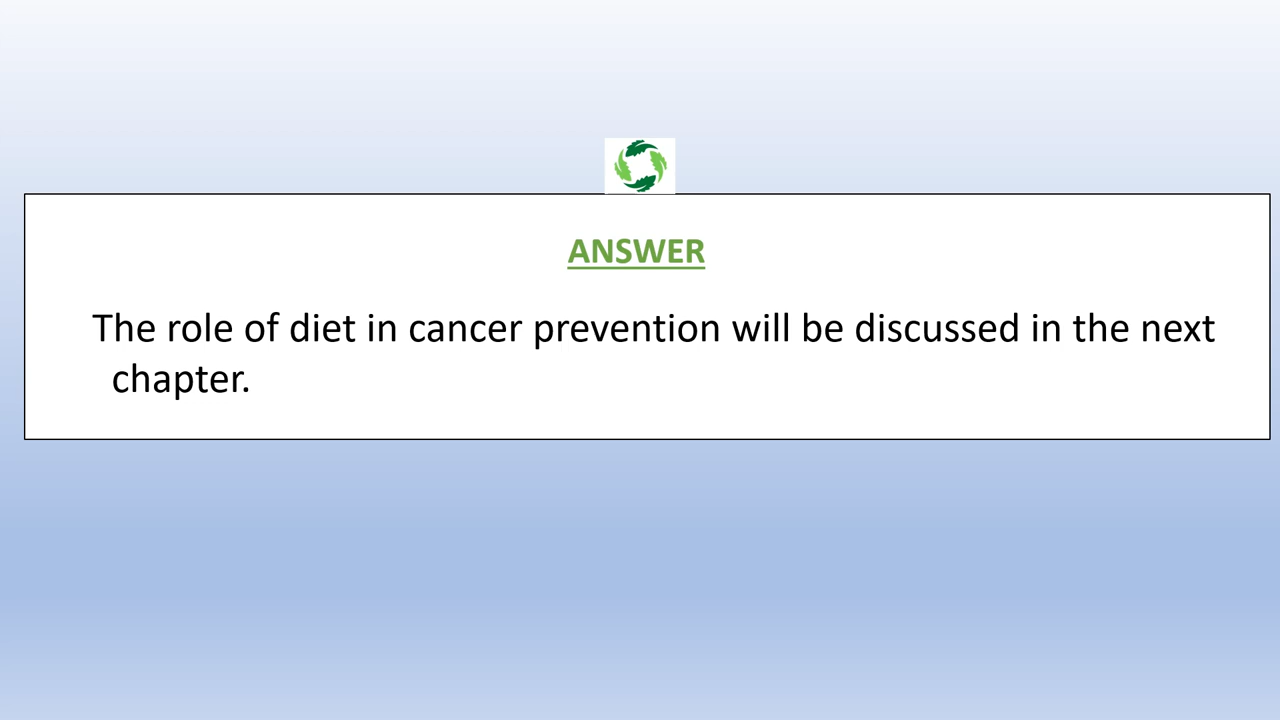 ANSWER
The role of diet in cancer prevention will be discussed in the next
chapter.